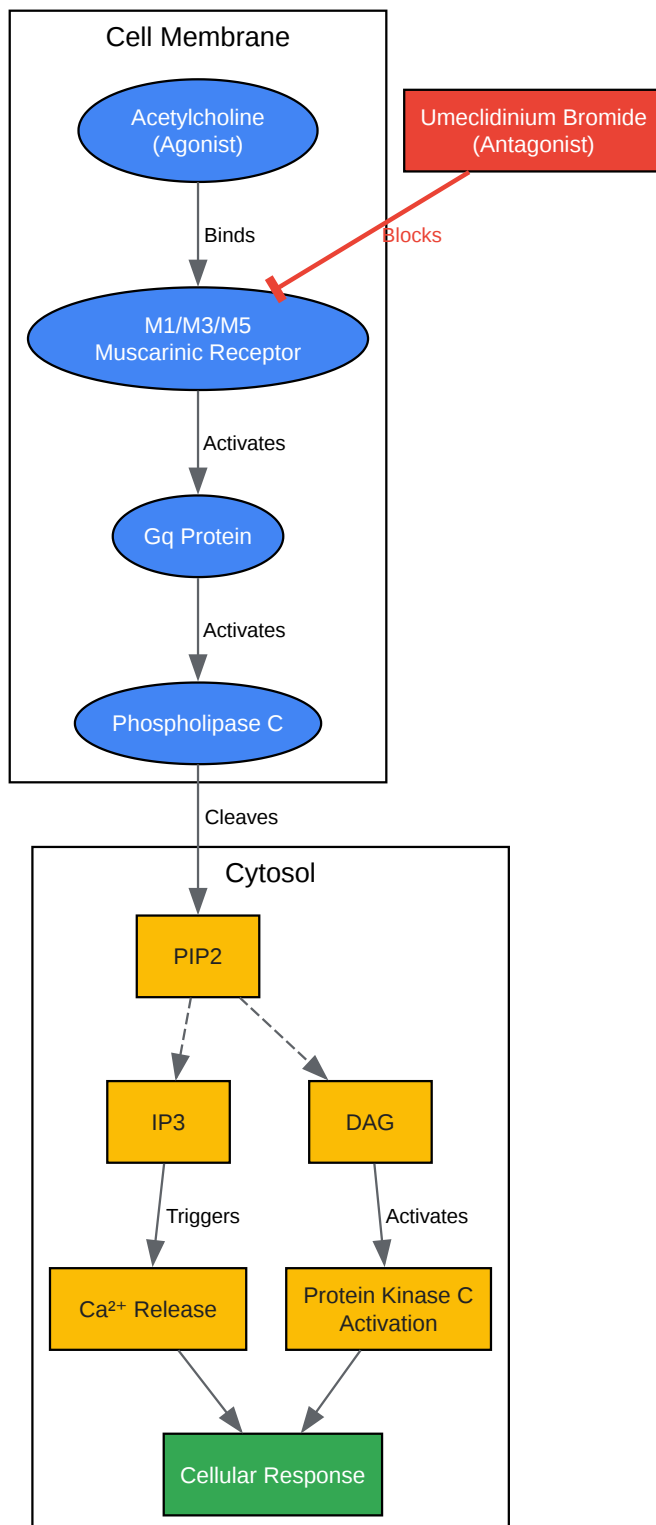 Cell Membrane
Acetylcholine
(Agonist)
Umeclidinium Bromide
(Antagonist)
Binds
Blocks
M1/M3/M5
Muscarinic Receptor
Activates
Gq Protein
Activates
Phospholipase C
Cleaves
Cytosol
PIP2
IP3
DAG
Triggers
Activates
Ca²⁺ Release
Protein Kinase C
Activation
Cellular Response